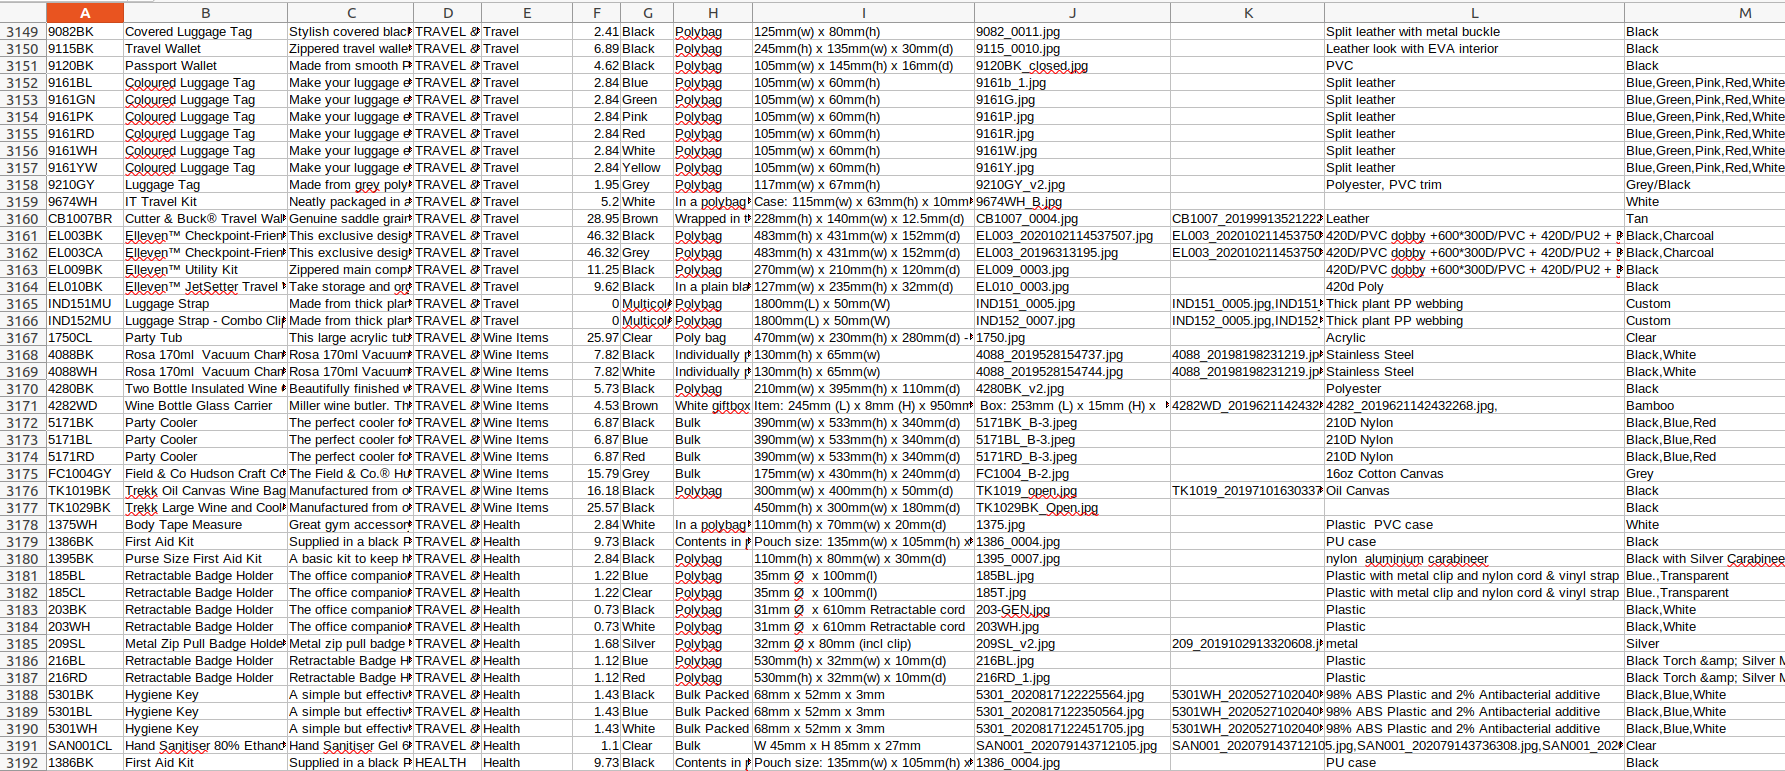 A B C D E F G H I J K L M
3149 9082BK Covered Luggage Tag Stylish covered blac TRAVEL & Travel 2.41 Black Polybag 125mm(w) x 80mm(h) 9082_0011.jpg Split leather with metal buckle Black
3150 9115BK Travel Wallet Zippered travel walle TRAVEL & Travel 6.89 Black Polybag 245mm(h) x 135mm(w) x 30mm(d) 9115_0010.jpg Leather look with EVA interior Black
3151 9120BK Passport Wallet Made from smooth P TRAVEL & Travel 4.62 Black Polybag 105mm(w) x 145mm(h) x 16mm(d) 9120BK_closed.jpg PVC Black
3152 9161BL Coloured Luggage Tag Make your luggage e TRAVEL & Travel 2.84 Blue Polybag 105mm(w) x 60mm(h) 9161b_1.jpg Split leather Blue,Green,Pink,Red,White
3153 9161GN Coloured Luggage Tag Make your luggage e TRAVEL & Travel 2.84 Green Polybag 105mm(w) x 60mm(h) 9161G.jpg Split leather Blue,Green,Pink,Red,White
3154 9161PK Coloured Luggage Tag Make your luggage e TRAVEL & Travel 2.84 Pink Polybag 105mm(w) x 60mm(h) 9161P.jpg Split leather Blue,Green,Pink,Red,White
3155 9161RD Coloured Luggage Tag Make your luggage e TRAVEL & Travel 2.84 Red Polybag 105mm(w) x 60mm(h) 9161R.jpg Split leather Blue,Green,Pink,Red,White
3156 9161WH Coloured Luggage Tag Make your luggage e TRAVEL & Travel 2.84 White Polybag 105mm(w) x 60mm(h) 9161W.jpg Split leather Blue,Green,Pink,Red,White
3157 9161YW Coloured Luggage Tag Make your luggage e TRAVEL & Travel 2.84 Yellow Polybag 105mm(w) x 60mm(h) 9161Y.jpg Split leather Blue,Green,Pink,Red,White
3158 9210GY Luggage Tag Made from grey poly TRAVEL & Travel 1.95 Grey Polybag 117mm(w) x 67mm(h) 9210GY_v2.jpg Polyester, PVC trim Grey/Black
3159 9674WH IT Travel Kit Neatly packaged in a TRAVEL & Travel 5.2 White In a polybag Case: 115mm(w) x 63mm(h) x 10mm 9674WH_B.jpg White
3160 CB1007BR Cutter & Buck® Travel Wal Genuine saddle grain TRAVEL & Travel 28.95 Brown Wrapped in t 228mm(h) x 140mm(w) x 12.5mm(d) CB1007_0004.jpg CB1007_20199913521222 Leather Tan
3161 EL003BK Elleven™ Checkpoint-Frien This exclusive desig TRAVEL & Travel 46.32 Black Polybag 483mm(h) x 431mm(w) x 152mm(d) EL003_2020102114537507.jpg EL003_202010211453750 420D/PVC dobby +600*300D/PVC + 420D/PU2 + Black,Charcoal
3162 EL003CA Elleven™ Checkpoint-Frien This exclusive desig TRAVEL & Travel 46.32 Grey Polybag 483mm(h) x 431mm(w) x 152mm(d) EL003_20196313195.jpg EL003_202010211453750 420D/PVC dobby +600*300D/PVC + 420D/PU2 + Black,Charcoal
3163 EL009BK Elleven™ Utility Kit Zippered main comp TRAVEL & Travel 11.25 Black Polybag 270mm(w) x 210mm(h) x 120mm(d) EL009_0003.jpg 420D/PVC dobby +600*300D/PVC + 420D/PU2 + Black
3164 EL010BK Elleven™ JetSetter Travel Take storage and org TRAVEL & Travel 9.62 Black In a plain bla 127mm(w) x 235mm(h) x 32mm(d) EL010_0003.jpg 420d Poly Black
3165 IND151MU Luggage Strap Made from thick plan TRAVEL & Travel 0 Multicol Polybag 1800mm(L) x 50mm(W) IND151_0005.jpg IND151_0005.jpg,IND151 Thick plant PP webbing Custom
3166 IND152MU Luggage Strap - Combo Clip Made from thick plan TRAVEL & Travel 0 Multicol Polybag 1800mm(L) x 50mm(W) IND152_0007.jpg IND152_0005.jpg,IND152 Thick plant PP webbing Custom
3167 1750CL Party Tub This large acrylic tub TRAVEL & Wine Items 25.97 Clear Poly bag 470mm(w) x 230mm(h) x 280mm(d) - 1750.jpg Acrylic Clear
3168 4088BK Rosa 170ml  Vacuum Cham Rosa 170ml Vacuum TRAVEL & Wine Items 7.82 Black Individually p 130mm(h) x 65mm(w) 4088_2019528154737.jpg 4088_20198198231219.jp Stainless Steel Black,White
3169 4088WH Rosa 170ml  Vacuum Cham Rosa 170ml Vacuum TRAVEL & Wine Items 7.82 White Individually p 130mm(h) x 65mm(w) 4088_2019528154744.jpg 4088_20198198231219.jp Stainless Steel Black,White
3170 4280BK Two Bottle Insulated Wine Beautifully finished w TRAVEL & Wine Items 5.73 Black Polybag 210mm(w) x 395mm(h) x 110mm(d) 4280BK_v2.jpg Polyester Black
3171 4282WD Wine Bottle Glass Carrier Miller wine butler. Th TRAVEL & Wine Items 4.53 Brown White giftbox Item: 245mm (L) x 8mm (H) x 950mm Box: 253mm (L) x 15mm (H) x 4282WD_2019621142432 4282_2019621142432268.jpg, Bamboo
3172 5171BK Party Cooler The perfect cooler fo TRAVEL & Wine Items 6.87 Black Bulk 390mm(w) x 533mm(h) x 340mm(d) 5171BK_B-3.jpeg 210D Nylon Black,Blue,Red
3173 5171BL Party Cooler The perfect cooler fo TRAVEL & Wine Items 6.87 Blue Bulk 390mm(w) x 533mm(h) x 340mm(d) 5171BL_B-3.jpeg 210D Nylon Black,Blue,Red
3174 5171RD Party Cooler The perfect cooler fo TRAVEL & Wine Items 6.87 Red Bulk 390mm(w) x 533mm(h) x 340mm(d) 5171RD_B-3.jpeg 210D Nylon Black,Blue,Red
3175 FC1004GY Field & Co Hudson Craft Co The Field & Co.® Hu TRAVEL & Wine Items 15.79 Grey Bulk 175mm(w) x 430mm(h) x 240mm(d) FC1004_B-2.jpg 16oz Cotton Canvas Grey
3176 TK1019BK Trekk Oil Canvas Wine Bag Manufactured from o TRAVEL & Wine Items 16.18 Black Polybag 300mm(w) x 400mm(h) x 50mm(d) TK1019_open.jpg TK1019_20197101630337 Oil Canvas Black
3177 TK1029BK Trekk Large Wine and Cool Manufactured from o TRAVEL & Wine Items 25.57 Black 450mm(h) x 300mm(w) x 180mm(d) TK1029BK_Open.jpg Black
3178 1375WH Body Tape Measure Great gym accessor TRAVEL & Health 2.84 White In a polybag 110mm(h) x 70mm(w) x 20mm(d) 1375.jpg Plastic  PVC case White
3179 1386BK First Aid Kit Supplied in a black P TRAVEL & Health 9.73 Black Contents in p Pouch size: 135mm(w) x 105mm(h) x 1386_0004.jpg PU case Black
3180 1395BK Purse Size First Aid Kit A basic kit to keep h TRAVEL & Health 2.84 Black Polybag 110mm(h) x 80mm(w) x 30mm(d) 1395_0007.jpg nylon  aluminium carabineer Black with Silver Carabinee
3181 185BL Retractable Badge Holder The office companio TRAVEL & Health 1.22 Blue Polybag 35mm Ø  x 100mm(l) 185BL.jpg Plastic with metal clip and nylon cord & vinyl strap Blue.,Transparent
3182 185CL Retractable Badge Holder The office companio TRAVEL & Health 1.22 Clear Polybag 35mm Ø  x 100mm(l) 185T.jpg Plastic with metal clip and nylon cord & vinyl strap Blue.,Transparent
3183 203BK Retractable Badge Holder The office companio TRAVEL & Health 0.73 Black Polybag 31mm Ø  x 610mm Retractable cord 203-GEN.jpg Plastic Black,White
3184 203WH Retractable Badge Holder The office companio TRAVEL & Health 0.73 White Polybag 31mm Ø  x 610mm Retractable cord 203WH.jpg Plastic Black,White
3185 209SL Metal Zip Pull Badge Holde Metal zip pull badge TRAVEL & Health 1.68 Silver Polybag 32mm Ø x 80mm (incl clip) 209SL_v2.jpg 209_2019102913320608.j metal Silver
3186 216BL Retractable Badge Holder Retractable Badge H TRAVEL & Health 1.12 Blue Polybag 530mm(h) x 32mm(w) x 10mm(d) 216BL.jpg Plastic Black Torch &amp; Silver M
3187 216RD Retractable Badge Holder Retractable Badge H TRAVEL & Health 1.12 Red Polybag 530mm(h) x 32mm(w) x 10mm(d) 216RD_1.jpg Plastic Black Torch &amp; Silver M
3188 5301BK Hygiene Key A simple but effectiv TRAVEL & Health 1.43 Black Bulk Packed 68mm x 52mm x 3mm 5301_2020817122225564.jpg 5301WH_2020527102040 98% ABS Plastic and 2% Antibacterial additive Black,Blue,White
3189 5301BL Hygiene Key A simple but effectiv TRAVEL & Health 1.43 Blue Bulk Packed 68mm x 52mm x 3mm 5301_2020817122350564.jpg 5301WH_2020527102040 98% ABS Plastic and 2% Antibacterial additive Black,Blue,White
3190 5301WH Hygiene Key A simple but effectiv TRAVEL & Health 1.43 White Bulk Packed 68mm x 52mm x 3mm 5301_2020817122451705.jpg 5301WH_2020527102040 98% ABS Plastic and 2% Antibacterial additive Black,Blue,White
3191 SAN001CL Hand Sanitiser 80% Ethano Hand Sanitiser Gel 6 TRAVEL & Health 1.1 Clear Bulk W 45mm x H 85mm x 27mm SAN001_202079143712105.jpg SAN001_202079143712105.jpg,SAN001_202079143736308.jpg,SAN001_202 Clear
3192 1386BK First Aid Kit Supplied in a black P HEALTH Health 9.73 Black Contents in p Pouch size: 135mm(w) x 105mm(h) x 1386_0004.jpg PU case Black